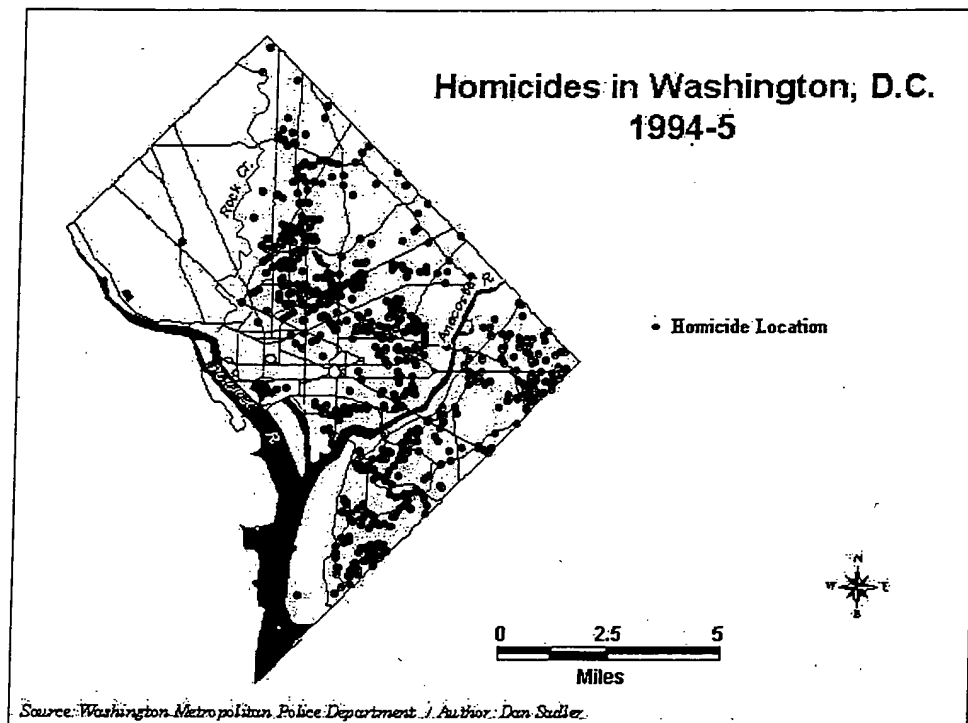 Homicides in Washington, D.C.
1994-5
Rock Cr.
Anacostia R.
Potomac R.
Homicide Location
N
W E
S
0 2.5 5
Miles
Source: Washington Metropolitan Police Department / Author: Dan Sadler